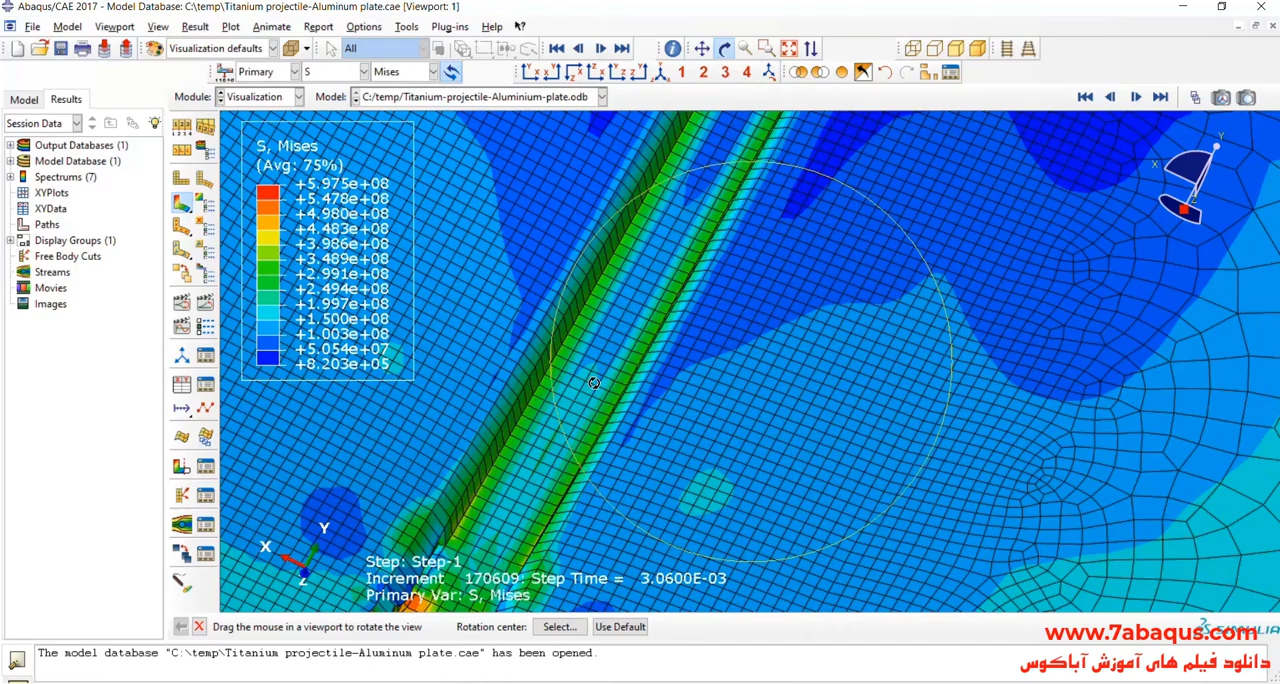 Abaqus/CAE 2017 - Model Database: C:\temp\Titanium projectile-Aluminum plate.cae [Viewport: 1]
File Model Viewport View Result Plot Animate Report Options Tools Plug-ins Help
Visualization defaults All
Primary S Mises 1 2 3 4
Model Results Module: Visualization Model: C:/temp/Titanium-projectile-Aluminium-plate.odb
Session Data
Output Databases (1)
Model Database (1)
Spectrums (7)
XYPlots
XYData
Paths
Display Groups (1)
Free Body Cuts
Streams
Movies
Images
S, Mises
(Avg: 75%)
+5.975e+08
+5.478e+08
+4.980e+08
+4.483e+08
+3.986e+08
+3.489e+08
+2.991e+08
+2.494e+08
+1.997e+08
+1.500e+08
+1.003e+08
+5.054e+07
+8.203e+05
Y
X
Z
Y
X
Z
Step: Step-1
Increment 170609: Step Time = 3.0600E-03
Primary Var: S, Mises
Drag the mouse in a viewport to rotate the view Rotation center: Select... Use Default
SIMULIA
www.7abaqus.com
The model database "C:\temp\Titanium projectile-Aluminum plate.cae" has been opened.
دانلود فیلم های آموزش آباکوس